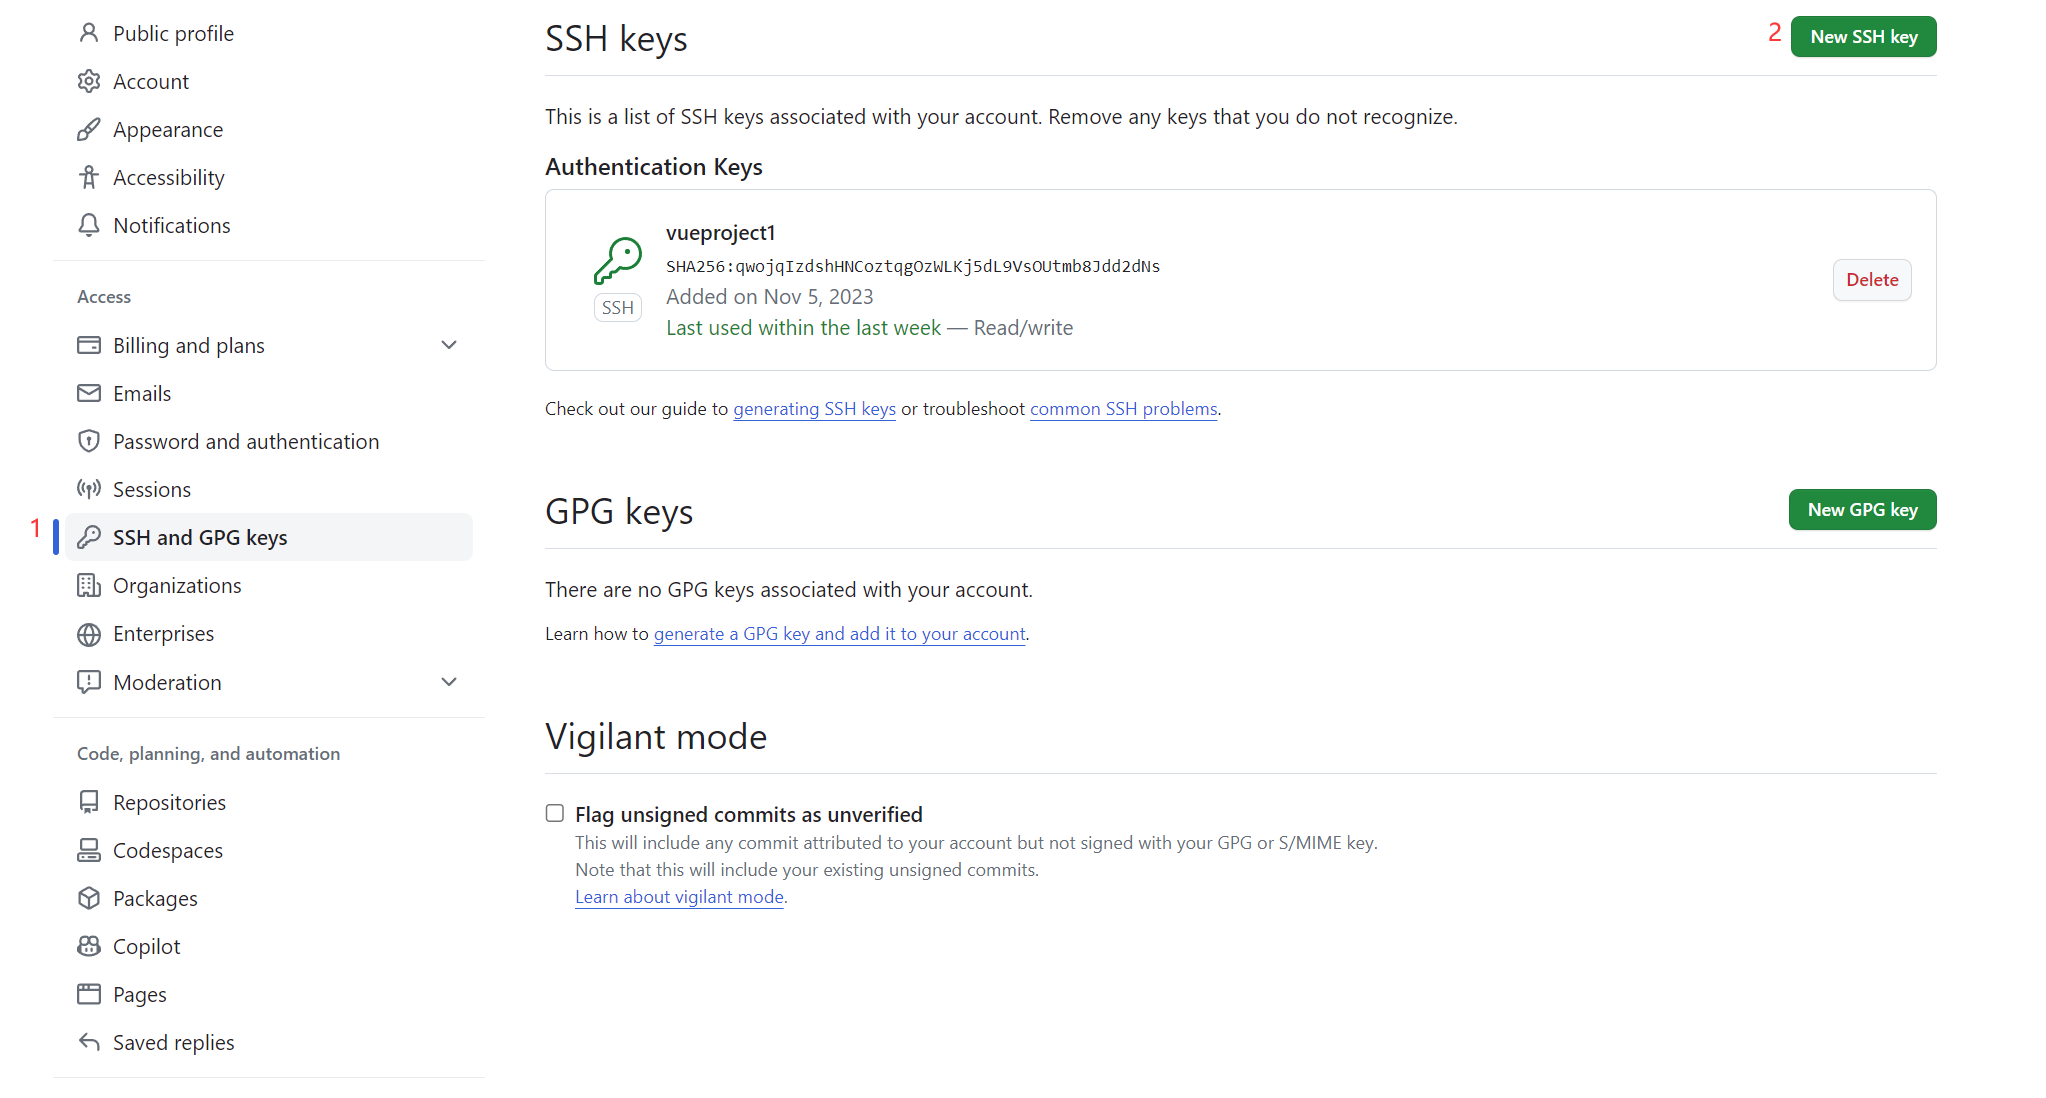 Public profile
Account
Appearance
Accessibility
Notifications
Access
Billing and plans
Emails
Password and authentication
Sessions
1
SSH and GPG keys
Organizations
Enterprises
Moderation
Code, planning, and automation
Repositories
Codespaces
Packages
Copilot
Pages
Saved replies
SSH keys
2
New SSH key
This is a list of SSH keys associated with your account. Remove any keys that you do not recognize.
Authentication Keys
vueproject1
SHA256:qwojqIzdshHNCoztqgOzWLKj5dL9VsOUtmb8Jdd2dNs
SSH
Added on Nov 5, 2023
Last used within the last week — Read/write
Delete
Check out our guide to generating SSH keys or troubleshoot common SSH problems.
GPG keys
New GPG key
There are no GPG keys associated with your account.
Learn how to generate a GPG key and add it to your account.
Vigilant mode
Flag unsigned commits as unverified
This will include any commit attributed to your account but not signed with your GPG or S/MIME key.
Note that this will include your existing unsigned commits.
Learn about vigilant mode.